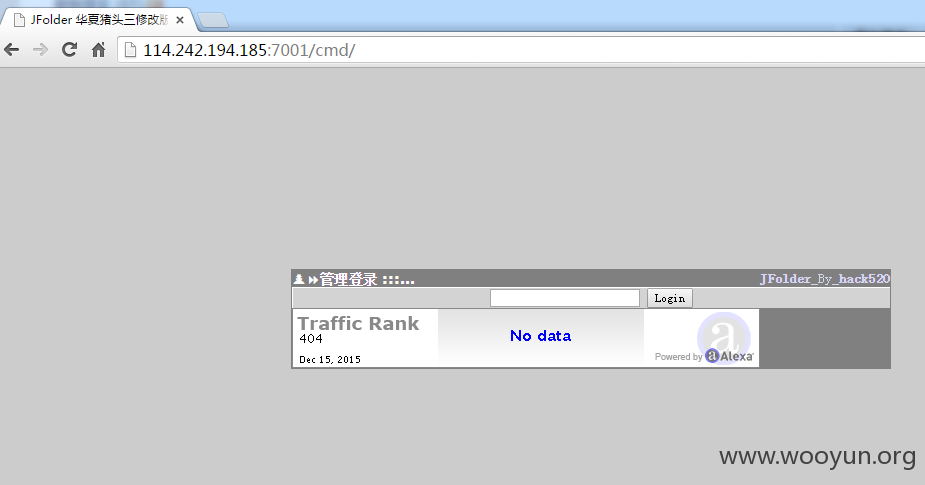 JFolder 华夏猪头三修改版
114.242.194.185:7001/cmd/
管理登录 :::...
JFolder_By_hack520
Login
Traffic Rank
404
Dec 15, 2015
No data
a
Powered by a Alexa
www.wooyun.org